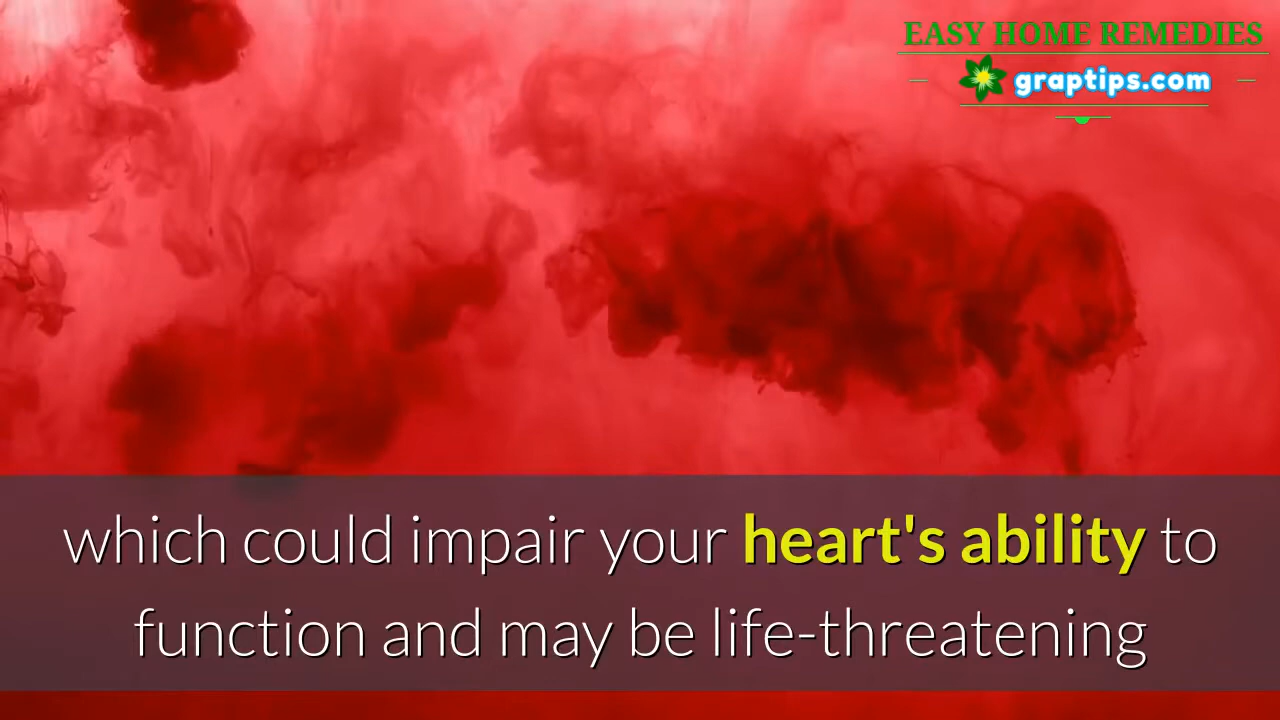 EASY HOME REMEDIES
graptips.com
which could impair your heart's ability to
function and may be life-threatening